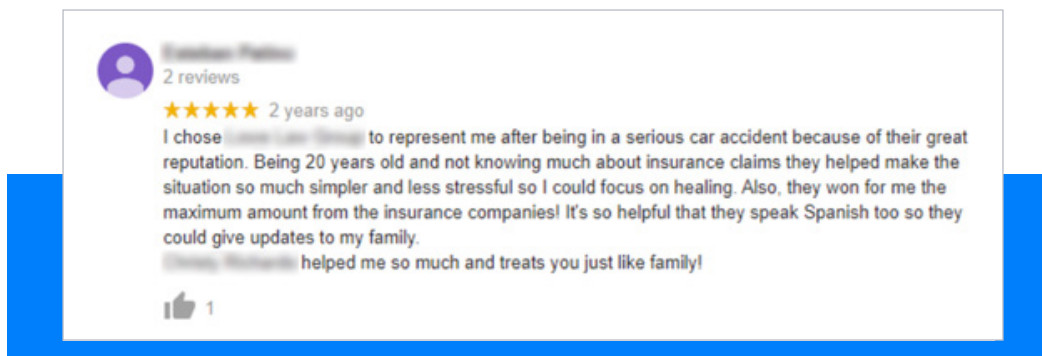 2 reviews
2 years ago
I chose to represent me after being in a serious car accident because of their great
reputation. Being 20 years old and not knowing much about insurance claims they helped make the
situation so much simpler and less stressful so I could focus on healing. Also, they won for me the
maximum amount from the insurance companies! It's so helpful that they speak Spanish too so they
could give updates to my family.
helped me so much and treats you just like family!
1